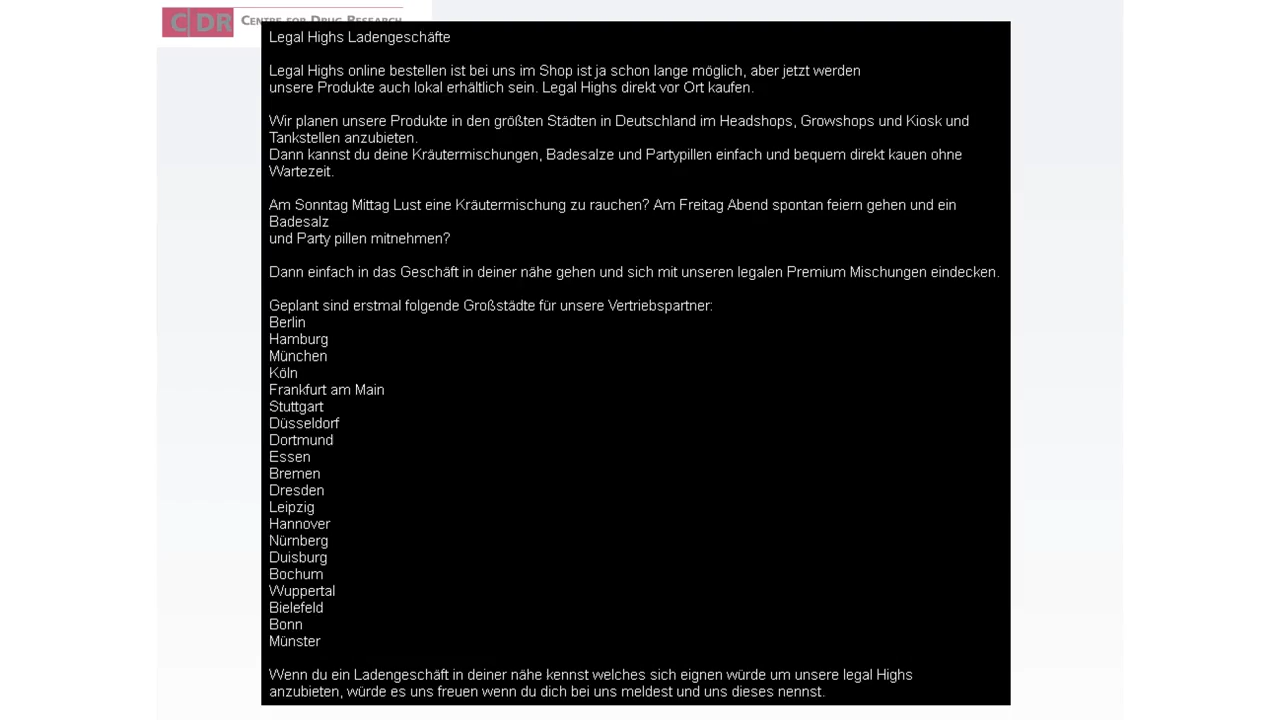 CDR CENTRE FOR DRUG RESEARCH
Legal Highs Ladengeschäfte
Legal Highs online bestellen ist bei uns im Shop ist ja schon lange möglich, aber jetzt werden
unsere Produkte auch lokal erhältlich sein. Legal Highs direkt vor Ort kaufen.
Wir planen unsere Produkte in den größten Städten in Deutschland im Headshops, Growshops und Kiosk und
Tankstellen anzubieten.
Dann kannst du deine Kräutermischungen, Badesalze und Partypillen einfach und bequem direkt kauen ohne
Wartezeit.
Am Sonntag Mittag Lust eine Kräutermischung zu rauchen? Am Freitag Abend spontan feiern gehen und ein
Badesalz
und Party pillen mitnehmen?
Dann einfach in das Geschäft in deiner nähe gehen und sich mit unseren legalen Premium Mischungen eindecken.
Geplant sind erstmal folgende Großstädte für unsere Vertriebspartner:
Berlin
Hamburg
München
Köln
Frankfurt am Main
Stuttgart
Düsseldorf
Dortmund
Essen
Bremen
Dresden
Leipzig
Hannover
Nürnberg
Duisburg
Bochum
Wuppertal
Bielefeld
Bonn
Münster
Wenn du ein Ladengeschäft in deiner nähe kennst welches sich eignen würde um unsere legal Highs
anzubieten, würde es uns freuen wenn du dich bei uns meldest und uns dieses nennst.